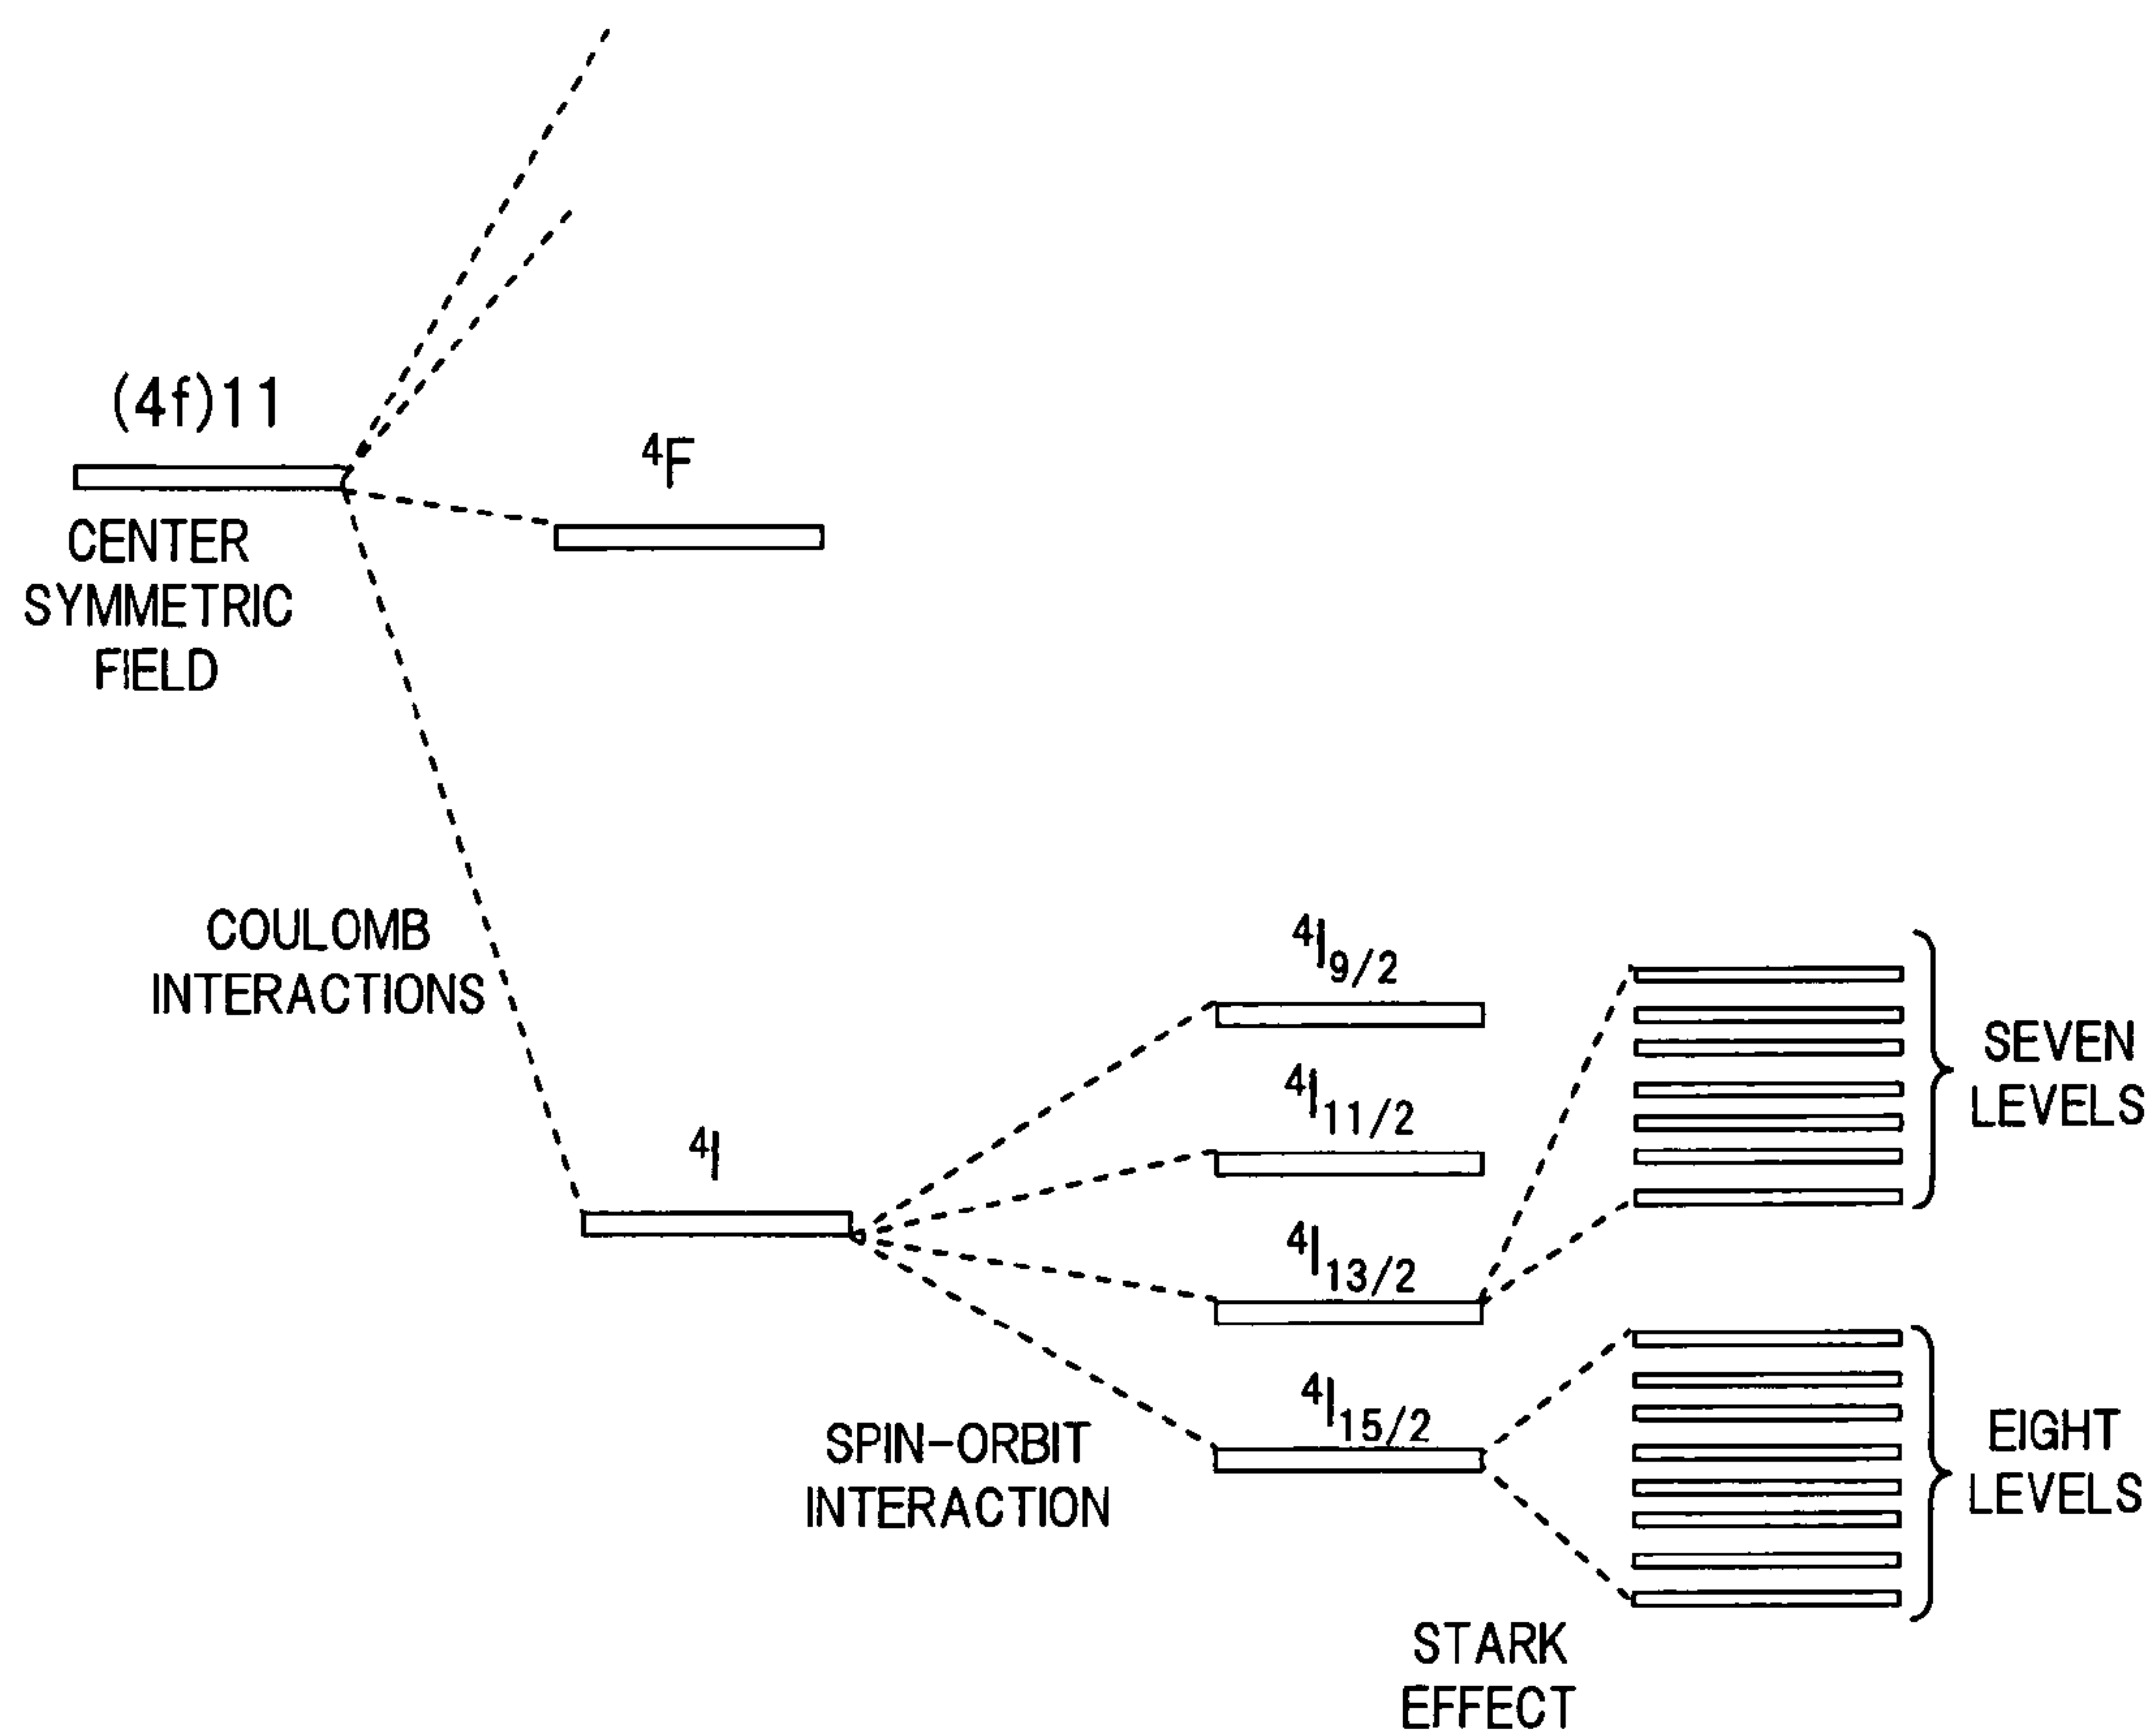 (4f)11
CENTER
SYMMETRIC
FIELD
⁴F
COULOMB
INTERACTIONS
⁴I
SPIN-ORBIT
INTERACTION
⁴I₉/₂
⁴I₁₁/₂
⁴I₁₃/₂
⁴I₁₅/₂
STARK
EFFECT
SEVEN
LEVELS
EIGHT
LEVELS